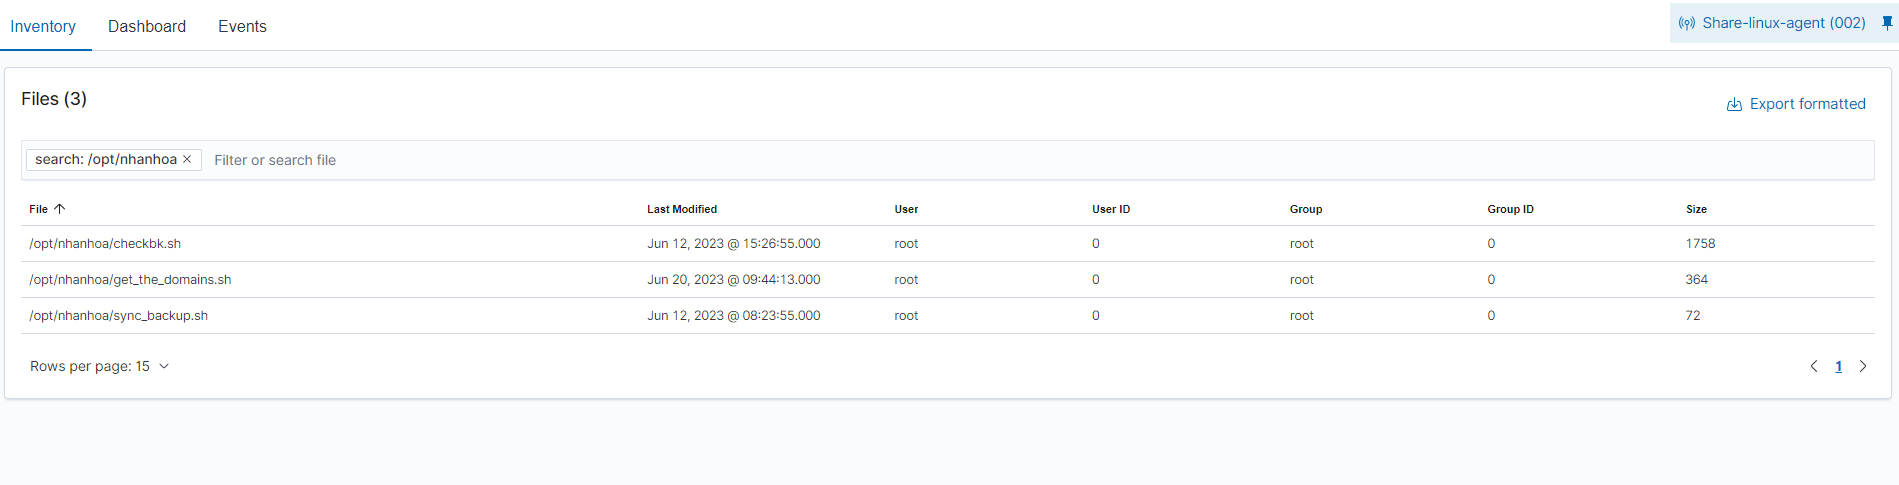 Inventory Dashboard Events Share-linux-agent (002)
Files (3)
Export formatted
search: /opt/nhanhoa × Filter or search file
File Last Modified User User ID Group Group ID Size
/opt/nhanhoa/checkbk.sh Jun 12, 2023 @ 15:26:55.000 root 0 root 0 1758
/opt/nhanhoa/get_the_domains.sh Jun 20, 2023 @ 09:44:13.000 root 0 root 0 364
/opt/nhanhoa/sync_backup.sh Jun 12, 2023 @ 08:23:55.000 root 0 root 0 72
Rows per page: 15 1